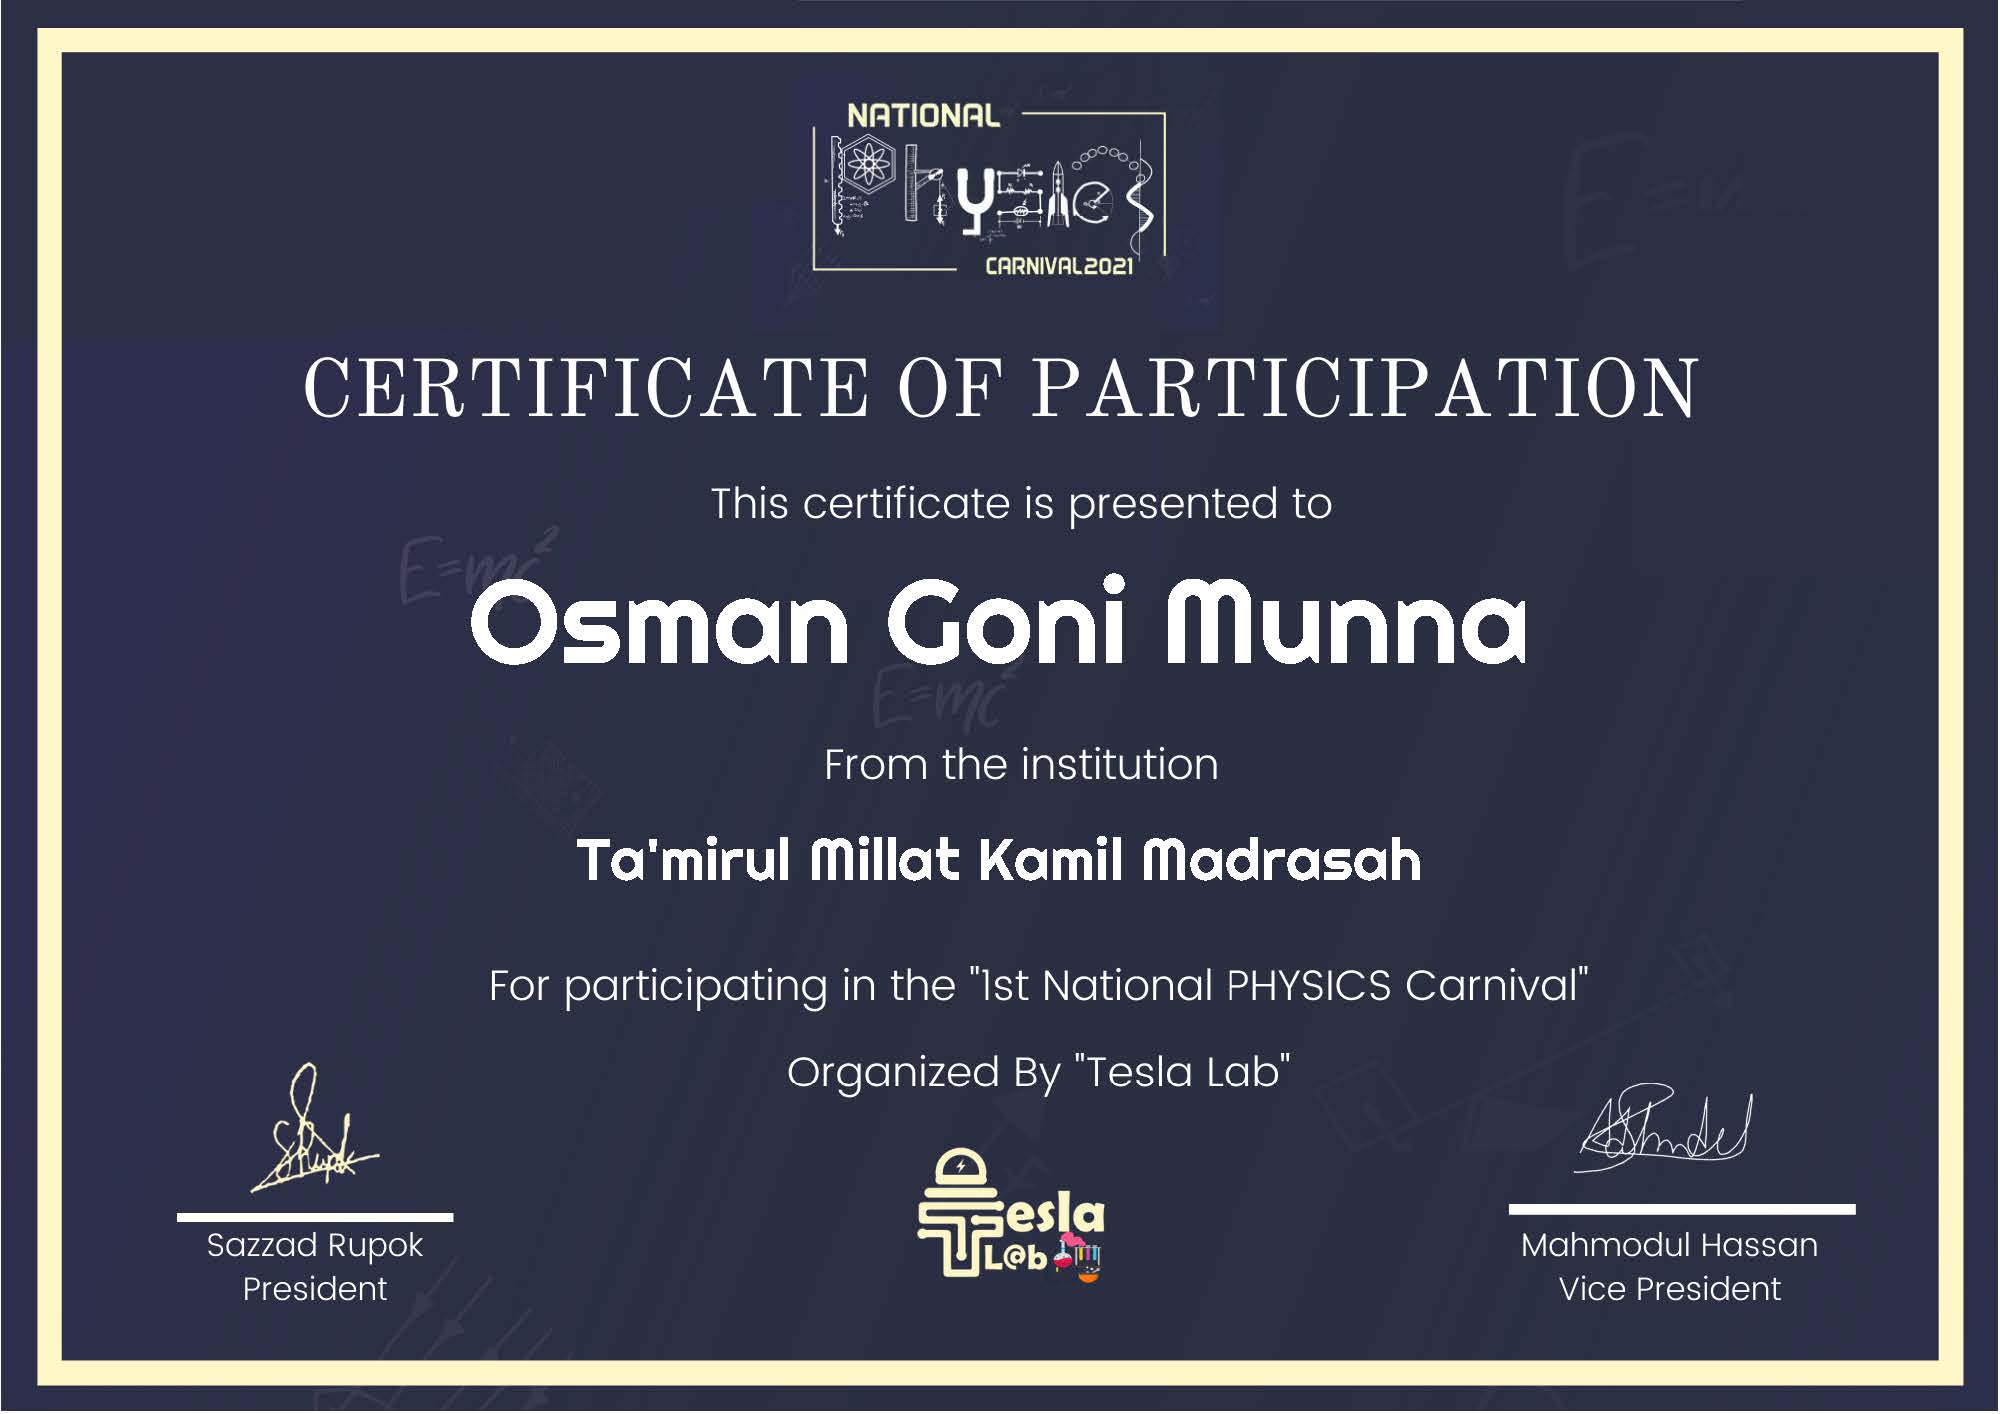 NATIONAL
Physics
CARNIVAL2021
CERTIFICATE OF PARTICIPATION
This certificate is presented to
E=mc²
E=m
Osman Goni Munna
E=mc²
From the institution
Ta'mirul Millat Kamil Madrasah
For participating in the "1st National PHYSICS Carnival"
Organized By "Tesla Lab"
Sazzad Rupok
President
Tesla
L@b
Mahmodul Hassan
Vice President